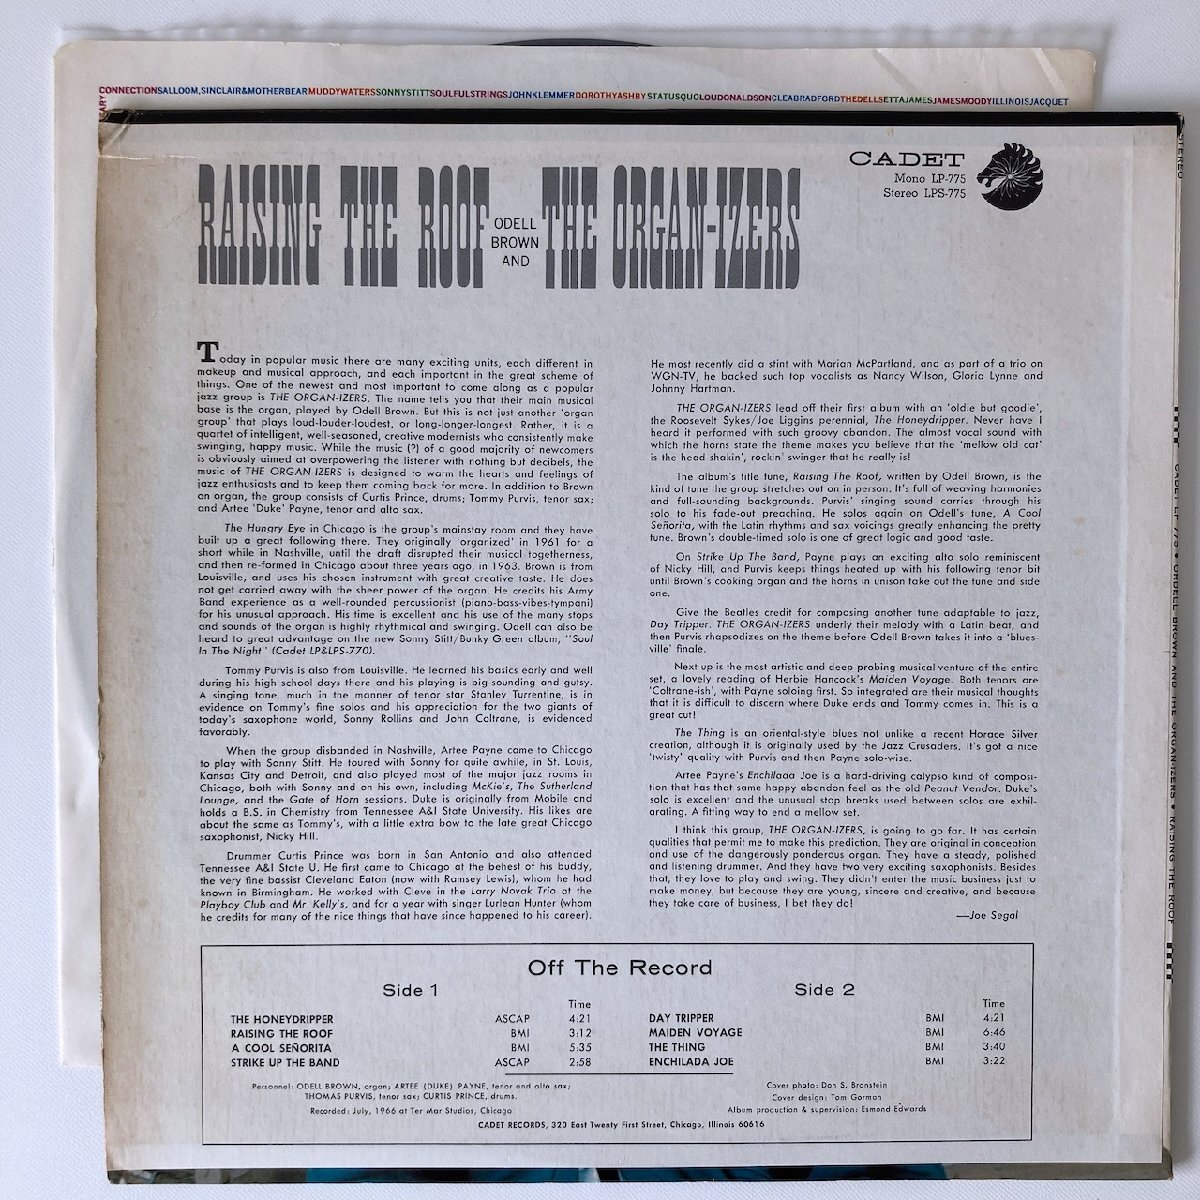 CONNECTIONSALLOOM,SINCLAIR&MOTHERBEARMUDDYWATERSSONNYSTITTSOULFULSTRINGSJOHNKLEMMERDOROTHYASHBYSTATUSQUOLOUDONALDSONCLEABRADFORDTHEDELLSETTAJAMESJAMESMOODYILLINOISJACQUET
CADET
Mono LP-775
Stereo LPS-775
RAISING THE ROOF ODELL BROWN AND THE ORGAN-IZERS
Today in popular music there are many exciting units, each different in
makeup and musical approach, and each important in the great scheme of
things. One of the newest and most important to come along as a popular
jazz group is THE ORGAN-IZERS. The name tells you that their main musical
base is the organ, played by Odell Brown. But this is not just another 'organ
group' that plays loud-louder-loudest, or long-longer-longest. Rather, it is a
quartet of intelligent, well-seasoned, creative modernists who consistently make
swinging, happy music. While the music (?) of a good majority of newcomers
is obviously aimed at overpowering the listener with nothing but decibels, the
music of THE ORGAN IZERS is designed to warm the hearts and feelings of
jazz enthusiasts and to keep them coming back for more. In addition to Brown
on organ, the group consists of Curtis Prince, drums; Tommy Purvis, tenor sax;
and Artee 'Duke' Payne, tenor and alto sax.
The Hungry Eye in Chicago is the group's mainstay room and they have
built up a great following there. They originally 'organized' in 1961 for a
short while in Nashville, until the draft disrupted their musical togetherness,
and then re-formed in Chicago about three years ago, in 1963. Brown is from
Louisville, and uses his chosen instrument with great creative taste. He does
not get carried away with the sheer power of the organ. He credits his Army
Band experience as a well-rounded percussionist (piano-bass-vibes-tympani)
for his unusual approach. His time is excellent and his use of the many stops
and sounds of the organ is highly rhythmical and swinging. Odell can also be
heard to great advantage on the new Sonny Stitt/Bunky Green album, "Soul
In The Night" (Cadet LP&LPS-770).
Tommy Purvis is also from Louisville. He learned his basics early and well
during his high school days there and his playing is big sounding and gutsy.
A singing tone, much in the manner of tenor star Stanley Turrentine, is in
evidence on Tommy's fine solos and his appreciation for the two giants of
today's saxophone world, Sonny Rollins and John Coltrane, is evidenced
favorably.
When the group disbanded in Nashville, Artee Payne came to Chicago
to play with Sonny Stitt. He toured with Sonny for quite awhile, in St. Louis,
Kansas City and Detroit, and also played most of the major jazz rooms in
Chicago, both with Sonny and on his own, including McKie's, The Sutherland
Lounge, and the Gate of Horn sessions. Duke is originally from Mobile and
holds a B.S. in Chemistry from Tennessee A&I State University. His likes are
about the same as Tommy's, with a little extra bow to the late great Chicago
saxophonist, Nicky Hill.
Drummer Curtis Prince was born in San Antonio and also attended
Tennessee A&I State U. He first came to Chicago at the behest of his buddy,
the very fine bassist Cleveland Eaton (now with Ramsey Lewis), whom he had
known in Birmingham. He worked with Cleve in the Larry Novak Trio at the
Playboy Club and Mr. Kelly's, and for a year with singer Lurlean Hunter (whom
he credits for many of the nice things that have since happened to his career).
He most recently did a stint with Marian McPartland, and as part of a trio on
WGN-TV, he backed such top vocalists as Nancy Wilson, Gloria Lynne and
Johnny Hartman.
THE ORGAN-IZERS lead off their first album with an 'oldie but goodie',
the Roosevelt Sykes/Joe Liggins perennial, The Honeydripper. Never have I
heard it performed with such groovy abandon. The almost vocal sound with
which the horns state the theme makes you believe that the 'mellow old cat'
is the head shakin', rockin' swinger that he really is!
The album's title tune, Raising The Roof, written by Odell Brown, is the
kind of tune the group stretches out on in person. It's full of weaving harmonies
and full-sounding backgrounds. Purvis' singing sound carries through his
solo to his fade-out preaching. He solos again on Odell's tune, A Cool
Señorita, with the Latin rhythms and sax voicings greatly enhancing the pretty
tune. Brown's double-timed solo is one of great logic and good taste.
On Strike Up The Band, Payne plays an exciting alto solo reminiscent
of Nicky Hill, and Purvis keeps things heated up with his following tenor bit
until Brown's cooking organ and the horns in unison take out the tune and side
one.
Give the Beatles credit for composing another tune adaptable to jazz,
Day Tripper. THE ORGAN-IZERS underly their melody with a Latin beat, and
then Purvis rhapsodizes on the theme before Odell Brown takes it into a 'blues-
ville' finale.
Next up is the most artistic and deep probing musical venture of the entire
set, a lovely reading of Herbie Hancock's Maiden Voyage. Both tenors are
'Coltrane-ish', with Payne soloing first. So integrated are their musical thoughts
that it is difficult to discern where Duke ends and Tommy comes in. This is a
great cut!
The Thing is an oriental-style blues not unlike a recent Horace Silver
creation, although it is originally used by the Jazz Crusaders. It's got a nice
'twisty' quality with Purvis and then Payne solo-wise.
Artee Payne's Enchilada Joe is a hard-driving calypso kind of composi-
tion that has that same happy abandon feel as the old Peanut Vendor. Duke's
solo is excellent and the unusual stop breaks used between solos are exhil-
arating. A fitting way to end a mellow set.
I think this group, THE ORGAN-IZERS, is going to go far. It has certain
qualities that permit me to make this prediction. They are original in conception
and use of the dangerously ponderous organ. They have a steady, polished
and listening drummer. And they have two very exciting saxophonists. Besides
that, they love to play and swing. They didn't enter the music business just to
make money, but because they are young, sincere and creative, and because
they take care of business, I bet they do!
—Joe Segal
Off The Record
Side 1
Time
THE HONEYDRIPPER ASCAP 4:21
RAISING THE ROOF BMI 3:12
A COOL SEÑORITA BMI 5:35
STRIKE UP THE BAND ASCAP 2:58
Side 2
Time
DAY TRIPPER BMI 4:21
MAIDEN VOYAGE BMI 6:46
THE THING BMI 3:40
ENCHILADA JOE BMI 3:22
Personnel: ODELL BROWN, organ; ARTEE (DUKE) PAYNE, tenor and alto sax;
THOMAS PURVIS, tenor sax; CURTIS PRINCE, drums.
Recorded: July, 1966 at Ter Mar Studios, Chicago
Cover photo: Don S. Bronstein
Cover design: Tom Gorman
Album production & supervision: Esmond Edwards
CADET RECORDS, 320 East Twenty First Street, Chicago, Illinois 60616
STEREO
CADET LP 775 • ORDELL BROWN AND THE ORGAN-IZERS • RAISING THE ROOF